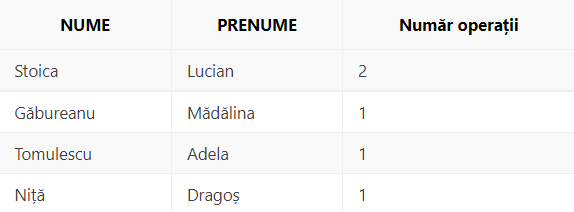 NUME PRENUME Număr operații
Stoica Lucian 2
Găbureanu Mădălina 1
Tomulescu Adela 1
Niță Dragoș 1